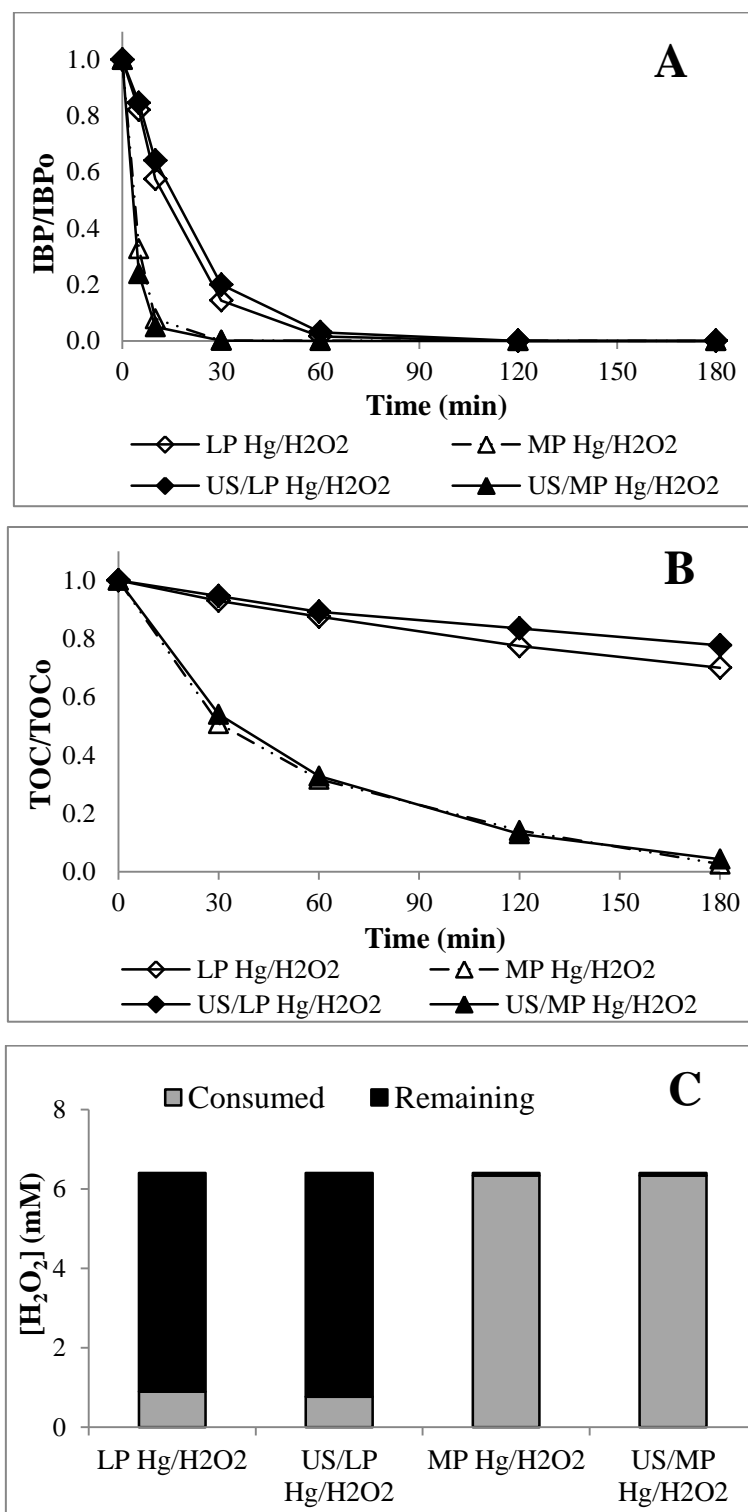 A
1.0
0.8
0.6
0.4
0.2
0.0
IBP/IBPo
0 30 60 90 120 150 180
Time (min)
LP Hg/H2O2 MP Hg/H2O2
US/LP Hg/H2O2 US/MP Hg/H2O2
B
1.0
0.8
0.6
0.4
0.2
0.0
TOC/TOCo
0 30 60 90 120 150 180
Time (min)
LP Hg/H2O2 MP Hg/H2O2
US/LP Hg/H2O2 US/MP Hg/H2O2
C
Consumed Remaining
8
6
4
2
0
[H₂O₂] (mM)
LP Hg/H2O2 US/LP MP Hg/H2O2 US/MP
Hg/H2O2 Hg/H2O2